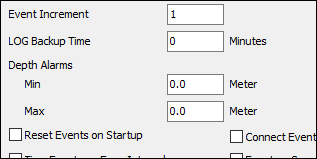 Event Increment 1
LOG Backup Time 0 Minutes
Depth Alarms
Min 0.0 Meter
Max 0.0 Meter
Reset Events on Startup Connect Event